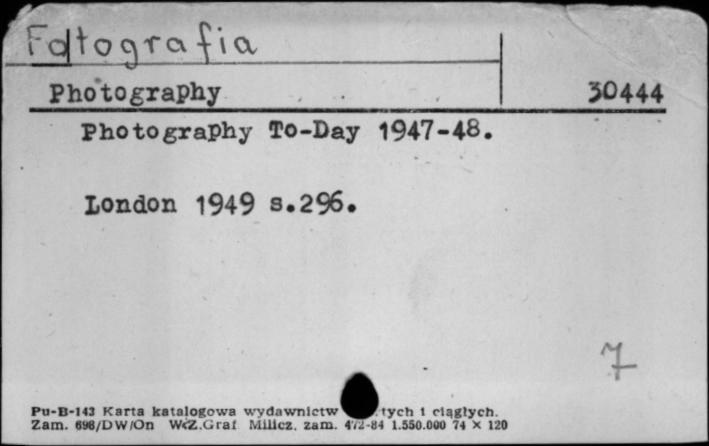 Fotografia
Photography 30444
Photography To-Day 1947-48.
London 1949 s.296.
7
Pu-B-143 Karta katalogowa wydawnictw tych i ciągłych.
Zam. 698/DW/On WZ.Graf Milicz. zam. 472-84 1.550.000 74 × 120